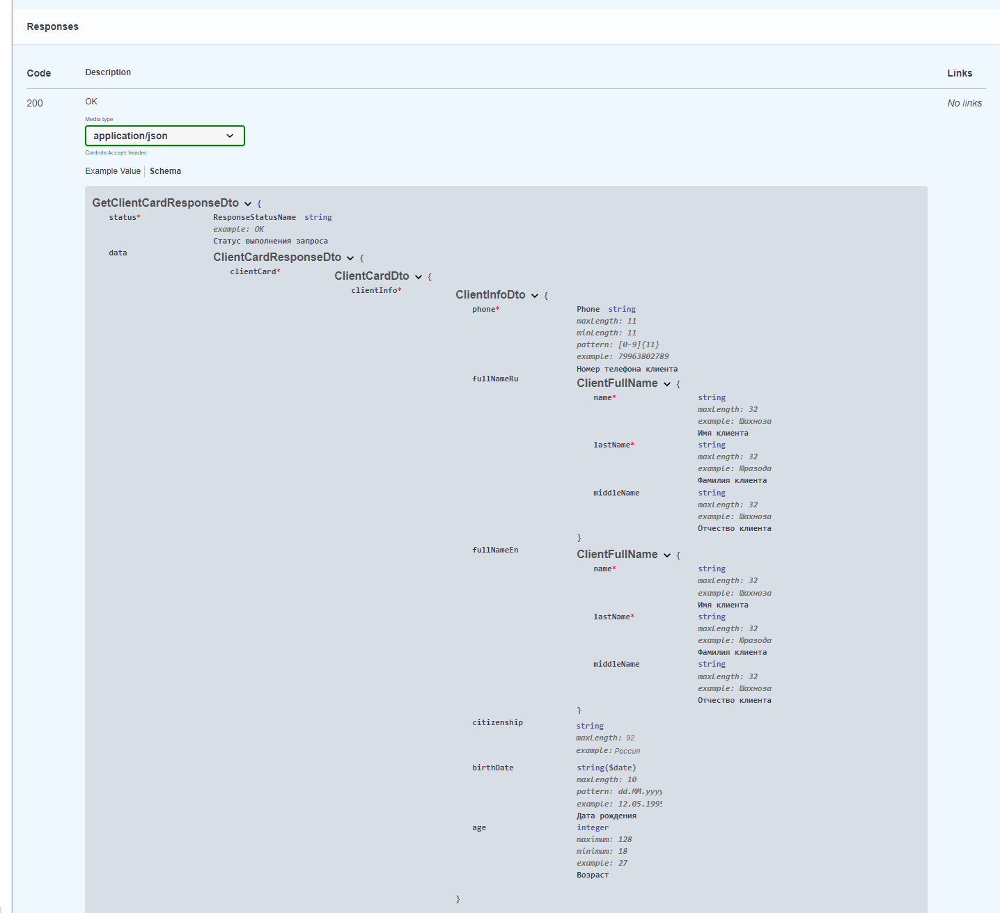 Responses
Code Description Links
200 OK No links
Media type
application/json
Controls Accept header.
Example Value Schema
GetClientCardResponseDto {
status* ResponseStatusName string
example: OK
Статус выполнения запроса
data ClientCardResponseDto {
clientCard* ClientCardDto {
clientInfo* ClientInfoDto {
phone* Phone string
maxLength: 11
minLength: 11
pattern: [0-9]{11}
example: 79963802789
Номер телефона клиента
fullNameRu ClientFullName {
name* string
maxLength: 32
example: Шахноза
Имя клиента
lastName* string
maxLength: 32
example: Юразода
Фамилия клиента
middleName string
maxLength: 32
example: Шахноза
Отчество клиента
}
fullNameEn ClientFullName {
name* string
maxLength: 32
example: Шахноза
Имя клиента
lastName* string
maxLength: 32
example: Юразода
Фамилия клиента
middleName string
maxLength: 32
example: Шахноза
Отчество клиента
}
citizenship string
maxLength: 92
example: Россия
birthDate string($date)
maxLength: 10
pattern: dd.MM.yyyy
example: 12.05.1995
Дата рождения
age integer
maximum: 128
minimum: 18
example: 27
Возраст
}